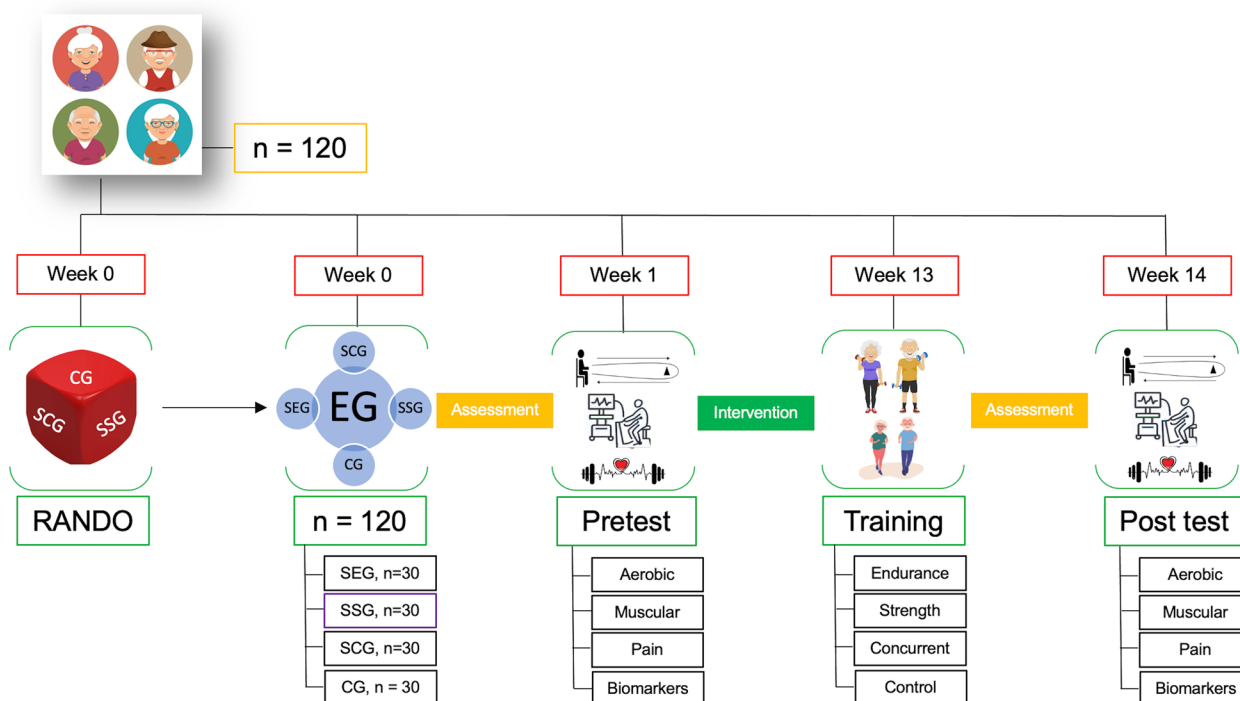 n = 120
Week 0
Week 0
Week 1
Week 13
Week 14
CG
SCG
SSG
SCG
SEG
EG
SSG
CG
Assessment
Intervention
Assessment
RANDO
n = 120
Pretest
Training
Post test
SEG, n=30
SSG, n=30
SCG, n=30
CG, n = 30
Aerobic
Muscular
Pain
Biomarkers
Endurance
Strength
Concurrent
Control
Aerobic
Muscular
Pain
Biomarkers